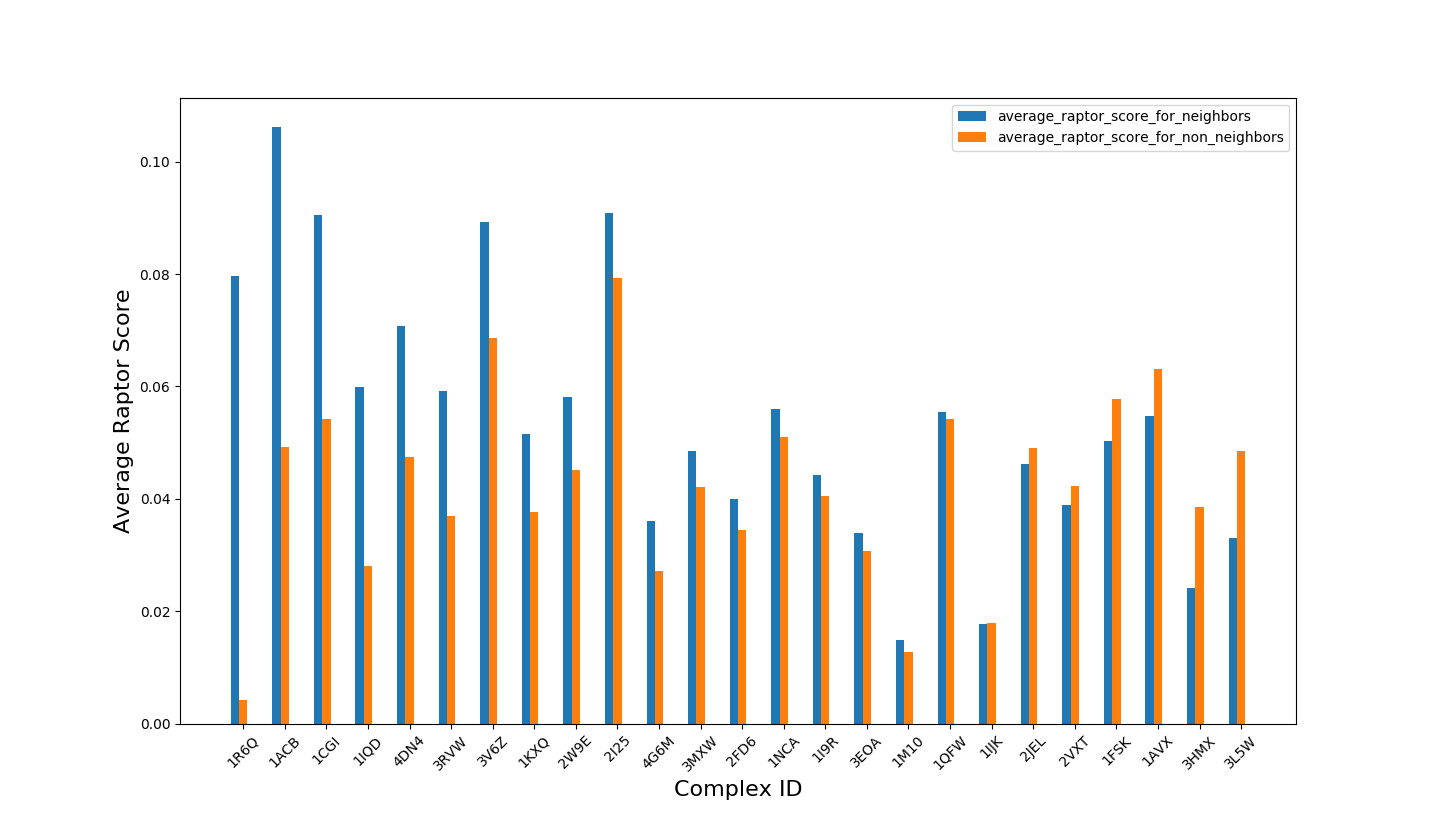 average_raptor_score_for_neighbors
average_raptor_score_for_non_neighbors
Average Raptor Score
0.10
0.08
0.06
0.04
0.02
0.00
1R6Q 1ACB 1CGI 1IQD 4DN4 3RVW 3V6Z 1KXQ 2W9E 2I25 4G6M 3MXW 2FD6 1NCA 1I9R 3EOA 1M10 1QFW 1IJK 2JEL 2VXT 1FSK 1AVX 3HMX 3L5W
Complex ID